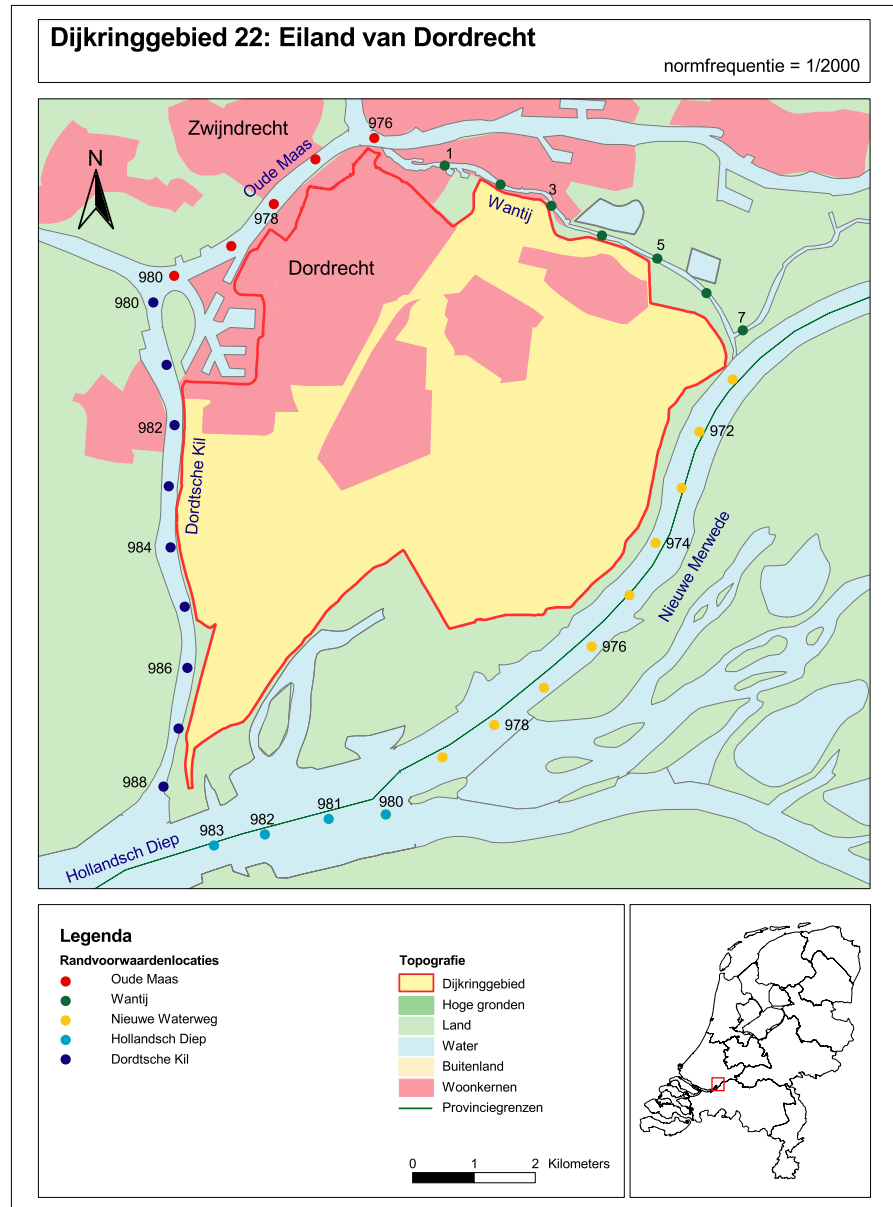 Dijkringgebied 22: Eiland van Dordrecht
normfrequentie = 1/2000
Zwijndrecht
976
N
Oude Maas
1
978
Wantij
3
Dordrecht
5
980
980
7
982
972
Dordtsche Kil
984
974
Nieuwe Merwede
986
976
978
988
983
982
981
980
Hollandsch Diep
Legenda
Randvoorwaardenlocaties
Oude Maas
Wantij
Nieuwe Waterweg
Hollandsch Diep
Dordtsche Kil
Topografie
Dijkringgebied
Hoge gronden
Land
Water
Buitenland
Woonkernen
Provinciegrenzen
0 1 2 Kilometers